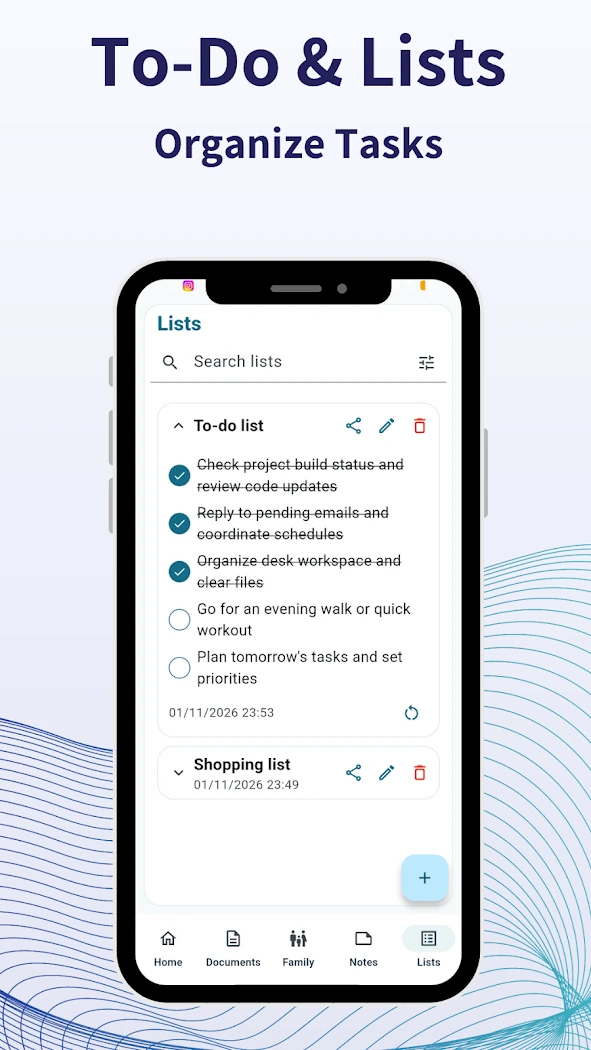 To-Do & Lists
Organize Tasks
Lists
Search lists
To-do list
Check project build status and
review code updates
Reply to pending emails and
coordinate schedules
Organize desk workspace and
clear files
Go for an evening walk or quick
workout
Plan tomorrow's tasks and set
priorities
01/11/2026 23:53
Shopping list
01/11/2026 23:49
+
Home
Documents
Family
Notes
Lists